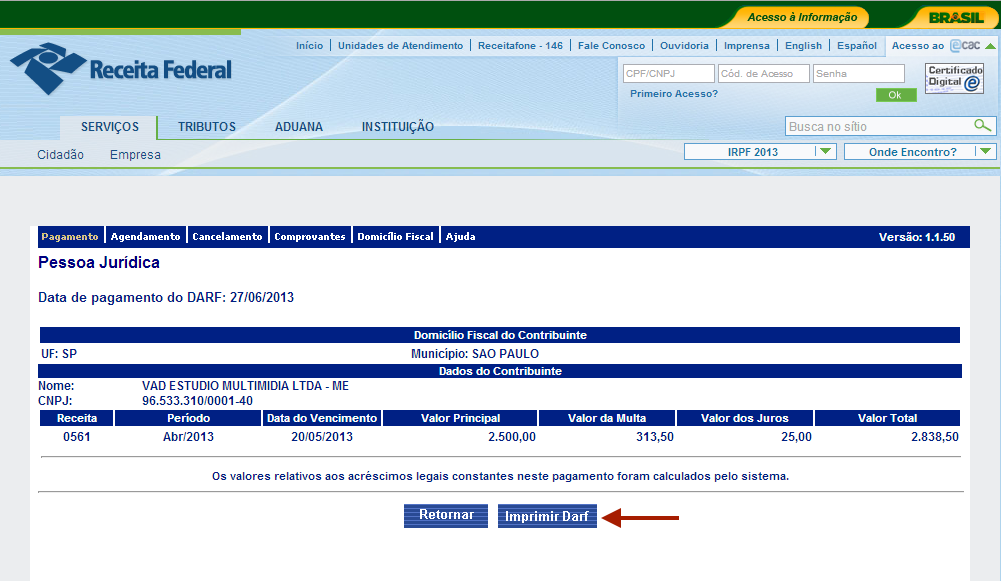 Acesso à Informação BRASIL
Início Unidades de Atendimento Receitafone - 146 Fale Conosco Ouvidoria Imprensa English Español Acesso ao e-CAC
Receita Federal
CPF/CNPJ Cód. de Acesso Senha Certificado Digital
Primeiro Acesso? Ok
SERVIÇOS TRIBUTOS ADUANA INSTITUIÇÃO Busca no sítio
Cidadão Empresa IRPF 2013 Onde Encontro?
Pagamento Agendamento Cancelamento Comprovantes Domicílio Fiscal Ajuda Versão: 1.1.50
Pessoa Jurídica
Data de pagamento do DARF: 27/06/2013
Domicílio Fiscal do Contribuinte
UF: SP Município: SAO PAULO
Dados do Contribuinte
Nome: VAD ESTUDIO MULTIMIDIA LTDA - ME
CNPJ: 96.533.310/0001-40
Receita Período Data do Vencimento Valor Principal Valor da Multa Valor dos Juros Valor Total
0561 Abr/2013 20/05/2013 2.500,00 313,50 25,00 2.838,50
Os valores relativos aos acréscimos legais constantes neste pagamento foram calculados pelo sistema.
Retornar Imprimir Darf